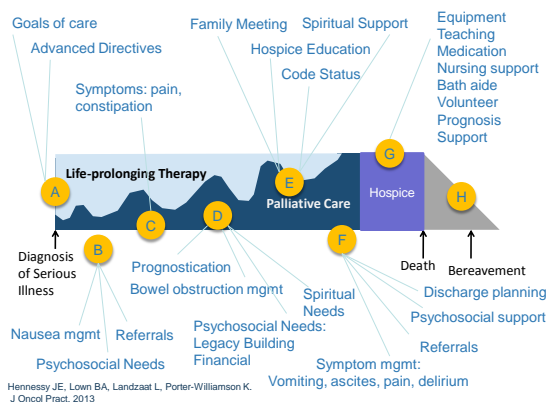 Goals of care
Advanced Directives
Symptoms: pain,
constipation
Family Meeting
Hospice Education
Code Status
Spiritual Support
Equipment
Teaching
Medication
Nursing support
Bath aide
Volunteer
Prognosis
Support
Life-prolonging Therapy
Palliative Care
Hospice
A
B
C
D
E
F
G
H
Diagnosis
of Serious
Illness
Death
Bereavement
Nausea mgmt
Psychosocial Needs
Referrals
Prognostication
Bowel obstruction mgmt
Psychosocial Needs:
Legacy Building
Financial
Spiritual
Needs
Discharge planning
Psychosocial support
Referrals
Symptom mgmt:
Vomiting, ascites, pain, delirium
Hennessy JE, Lown BA, Landzaat L, Porter-Williamson K.
J Oncol Pract. 2013